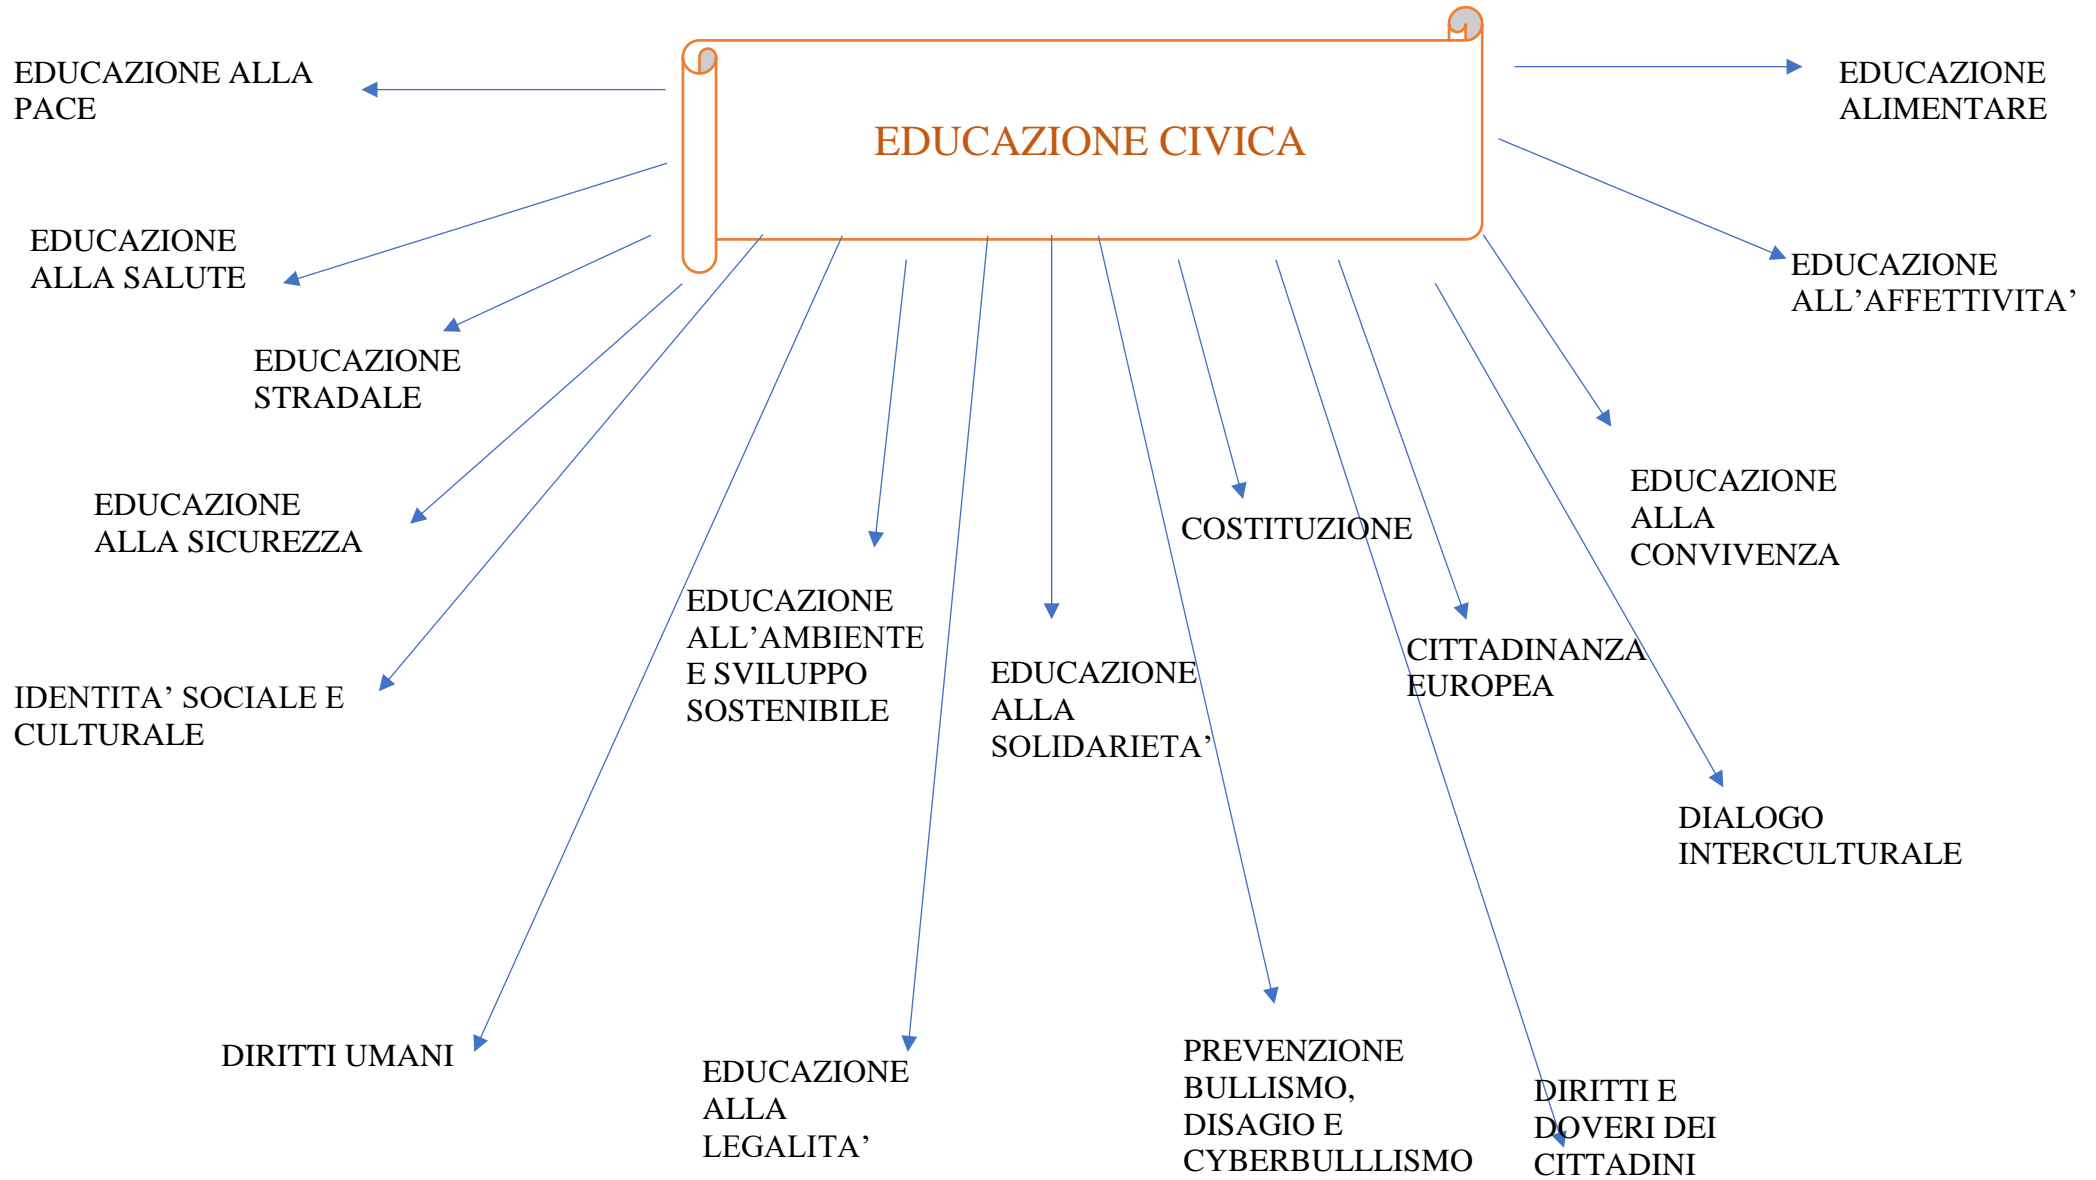 EDUCAZIONE CIVICA
EDUCAZIONE ALLA
PACE
EDUCAZIONE
ALIMENTARE
EDUCAZIONE
ALLA SALUTE
EDUCAZIONE
ALL’AFFETTIVITA’
EDUCAZIONE
STRADALE
EDUCAZIONE
ALLA SICUREZZA
COSTITUZIONE
EDUCAZIONE
ALLA
CONVIVENZA
IDENTITA’ SOCIALE E
CULTURALE
EDUCAZIONE
ALL’AMBIENTE
E SVILUPPO
SOSTENIBILE
EDUCAZIONE
ALLA
SOLIDARIETA’
CITTADINANZA
EUROPEA
DIALOGO
INTERCULTURALE
DIRITTI UMANI
EDUCAZIONE
ALLA
LEGALITA’
PREVENZIONE
BULLISMO,
DISAGIO E
CYBERBULLLISMO
DIRITTI E
DOVERI DEI
CITTADINI